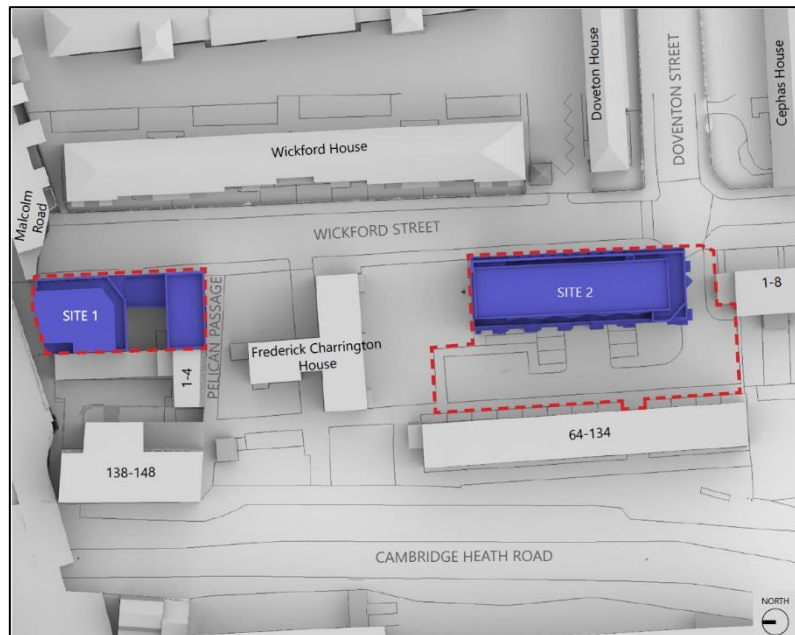 Doveton House
DOVENTON STREET
Cephas House
Wickford House
Malcolm
Road
WICKFORD STREET
SITE 1
SITE 2
1-8
PELICAN PASSAGE
Frederick Charrington
House
1-4
64-134
138-148
CAMBRIDGE HEATH ROAD
NORTH